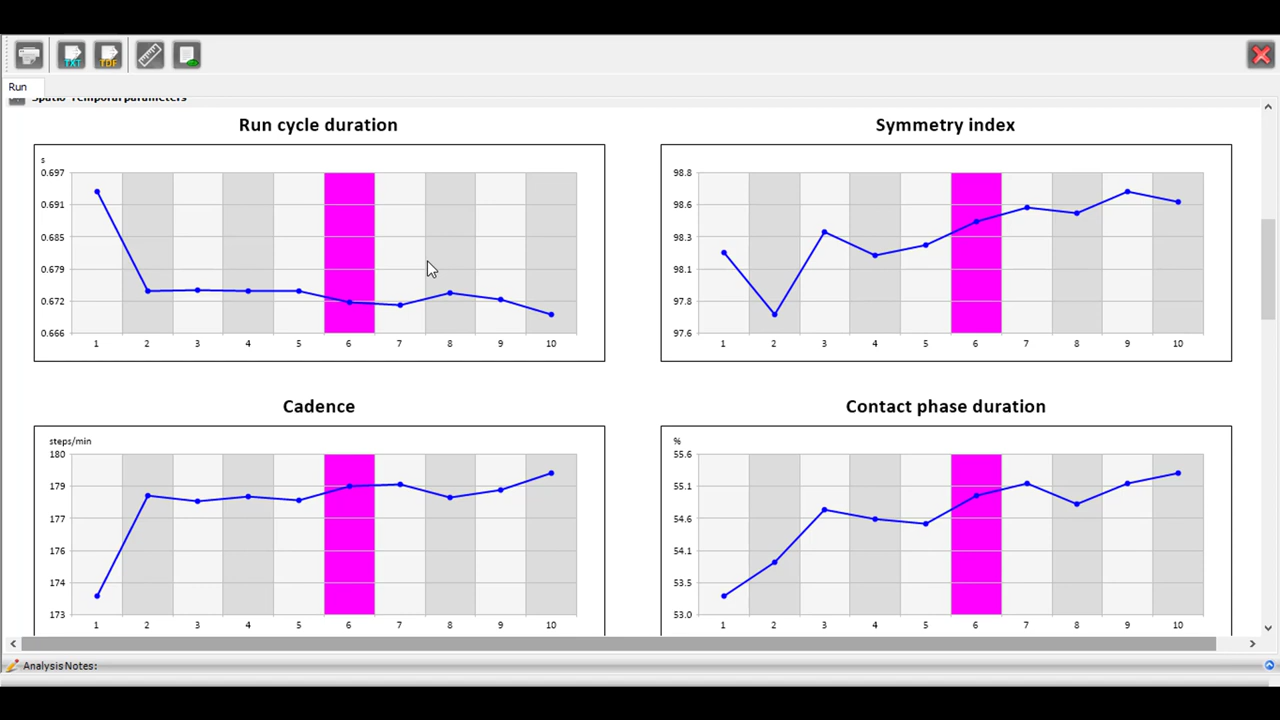 TXT
TDF
Run
Spatio-Temporal parameters
Run cycle duration
s
0.697
0.691
0.685
0.679
0.672
0.666
1 2 3 4 5 6 7 8 9 10
Symmetry index
98.8
98.6
98.3
98.1
97.8
97.6
1 2 3 4 5 6 7 8 9 10
Cadence
steps/min
180
179
177
176
174
173
1 2 3 4 5 6 7 8 9 10
Contact phase duration
%
55.6
55.1
54.6
54.1
53.5
53.0
1 2 3 4 5 6 7 8 9 10
Analysis Notes: